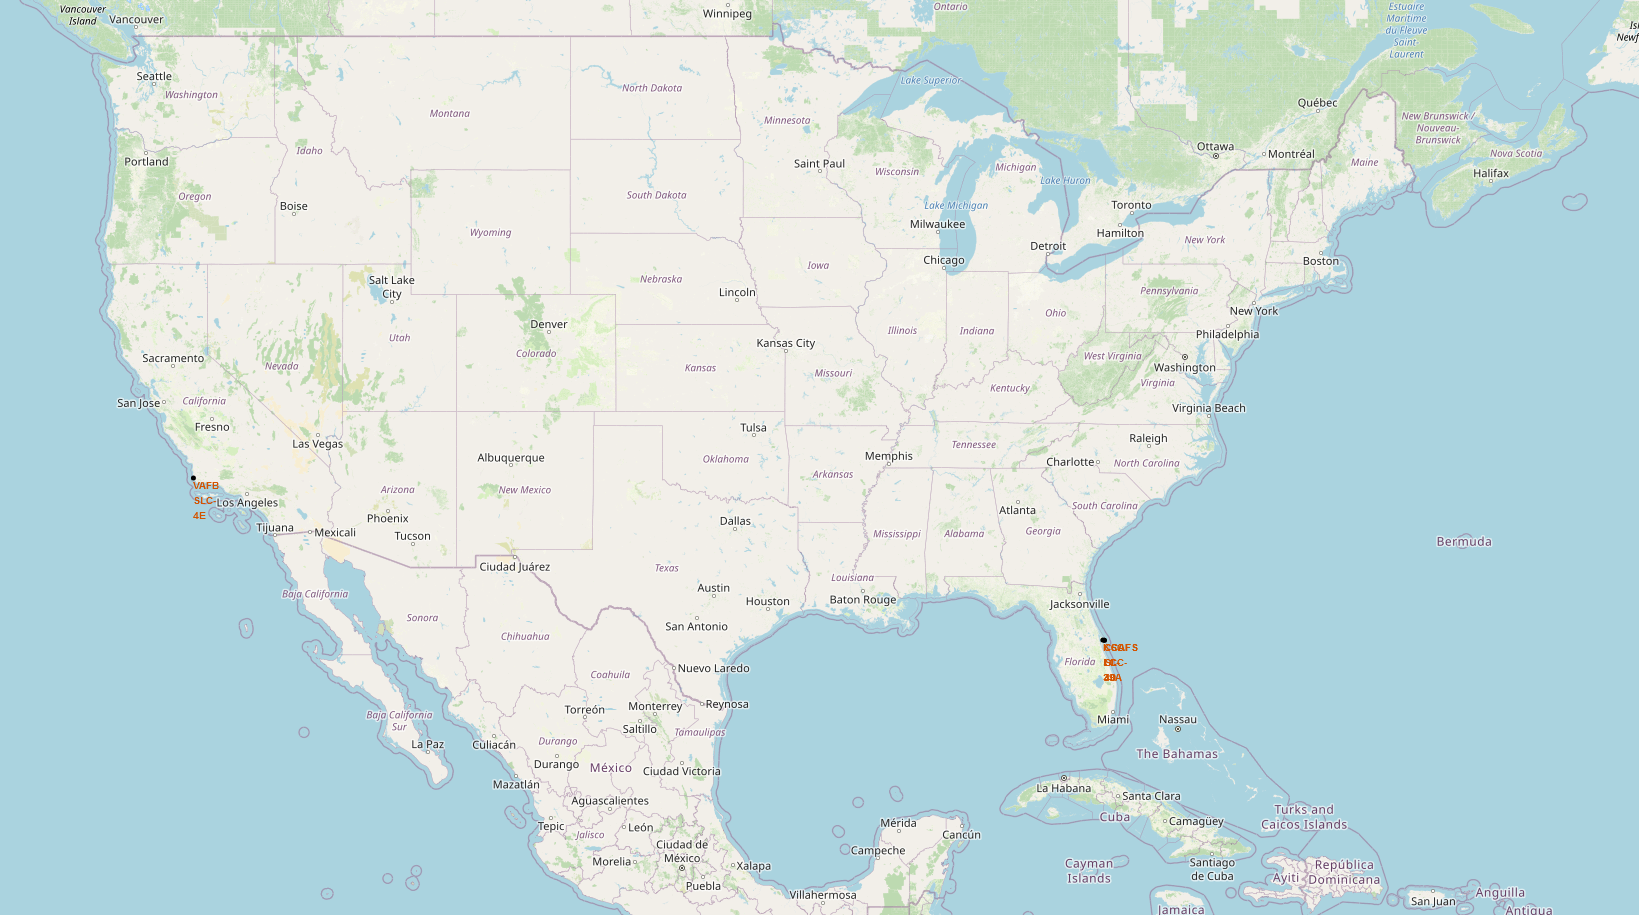 Vancouver
Island
Vancouver
Winnipeg
Ontario
Estuaire
Maritime
du Fleuve
Saint-
Laurent
Seattle
Washington
Montana
North Dakota
Minnesota
Lake Superior
Québec
New Brunswick /
Nouveau-
Brunswick
Portland
Idaho
Saint Paul
Wisconsin
Michigan
Lake Huron
Ottawa
Montréal
Maine
Nova Scotia
Halifax
Oregon
Boise
South Dakota
Lake Michigan
Toronto
Milwaukee
Hamilton
Wyoming
Detroit
New York
Chicago
Boston
Iowa
Salt Lake
City
Nebraska
Lincoln
Pennsylvania
New York
Ohio
Denver
Utah
Colorado
Illinois
Indiana
Philadelphia
Kansas City
Sacramento
Nevada
Kansas
Missouri
West Virginia
Washington
Virginia
Kentucky
San Jose
California
Fresno
Las Vegas
Virginia Beach
Tulsa
Raleigh
Tennessee
Albuquerque
Oklahoma
Memphis
Charlotte
North Carolina
Arkansas
VAFB
SLC-
4E
Los Angeles
Arizona
New Mexico
Phoenix
Tijuana
Mexicali
Tucson
Dallas
Atlanta
South Carolina
Mississippi
Alabama
Georgia
Bermuda
Ciudad Juárez
Texas
Louisiana
Baja California
Austin
Houston
Baton Rouge
Jacksonville
Sonora
Chihuahua
San Antonio
Florida
Coahuila
Nuevo Laredo
Torreón
Monterrey
Reynosa
Saltillo
Tamaulipas
Baja California
Sur
Miami
Nassau
La Paz
Culiacán
Durango
Durango
México
Ciudad Victoria
The Bahamas
Mazatlán
Aguascalientes
La Habana
Santa Clara
Cuba
Camagüey
Turks and
Caicos Islands
Tepic
Jalisco
León
Mérida
Cancún
Campeche
Ciudad de
México
Morelia
Xalapa
Puebla
Villahermosa
Cayman
Islands
Santiago
de Cuba
Ayiti
República
Dominicana
San Juan
Anguilla
Jamaica
Antigua